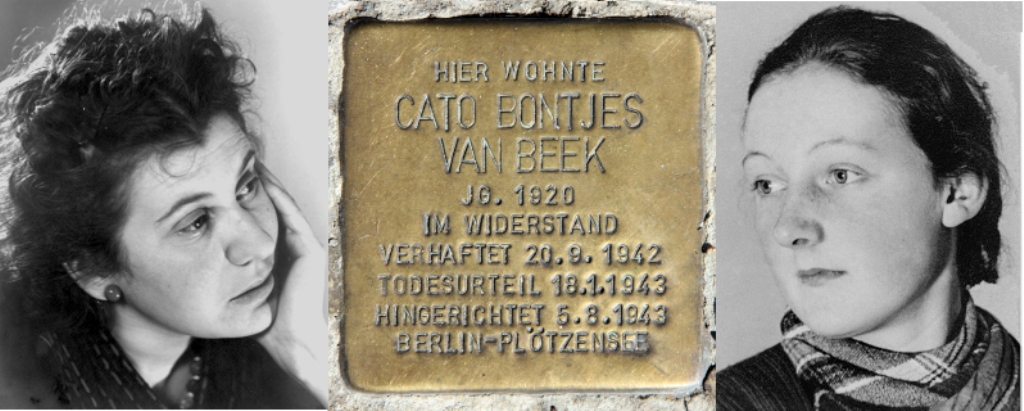 HIER WOHNTE
CATO BONTJES
VAN BEEK
JG. 1920
IM WIDERSTAND
VERHAFTET 20.9.1942
TODESURTEIL 18.1.1943
HINGERICHTET 5.8.1943
BERLIN-PLÖTZENSEE